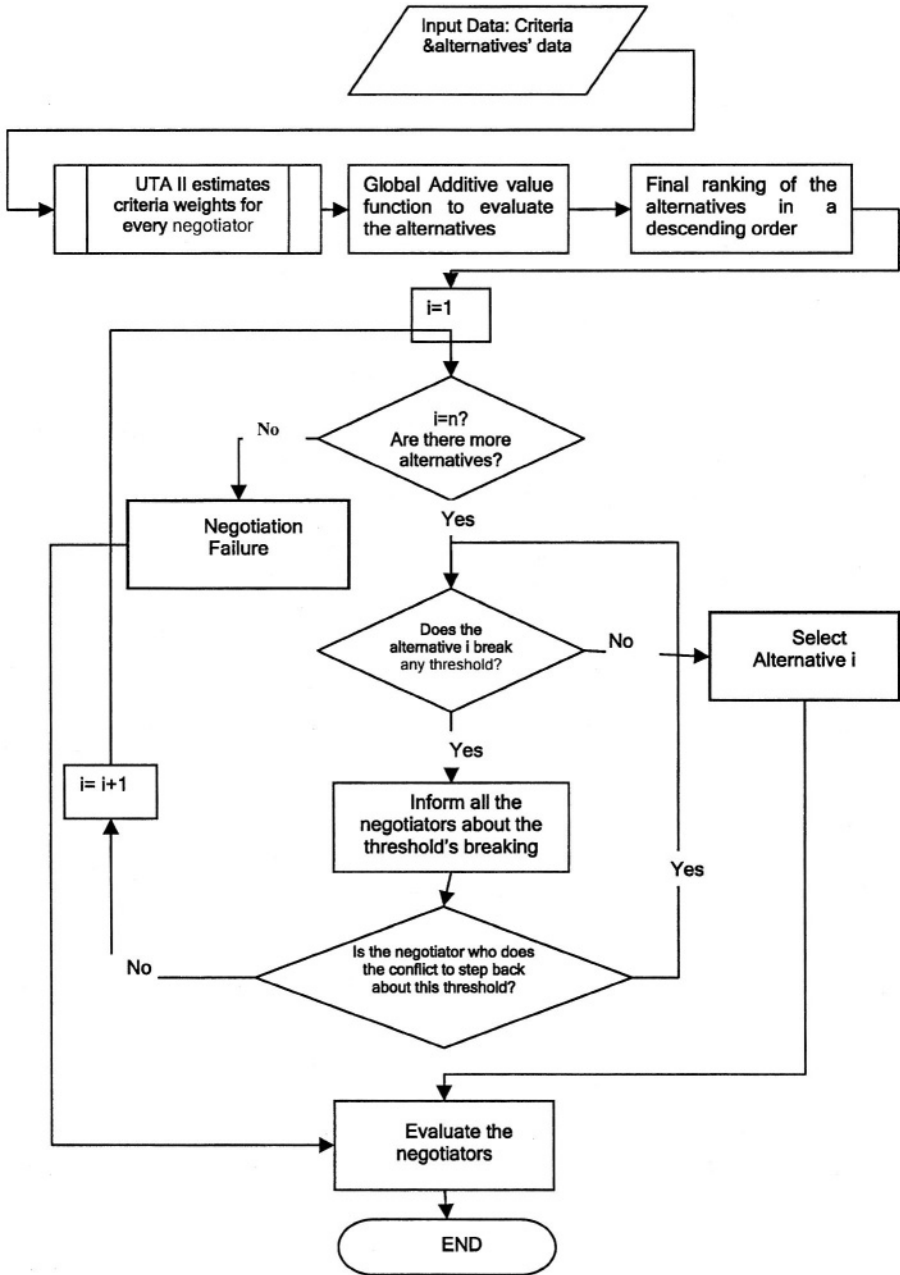 Input Data: Criteria
&alternatives' data
UTA II estimates
criteria weights for
every negotiator
Global Additive value
function to evaluate
the alternatives
Final ranking of the
alternatives in a
descending order
i=1
i=n?
Are there more
alternatives?
No
Negotiation
Failure
Yes
Does the
alternative i break
any threshold?
No
Select
Alternative i
Yes
i= i+1
Inform all the
negotiators about the
threshold's breaking
Yes
Is the negotiator who does
the conflict to step back
about this threshold?
No
Evaluate the
negotiators
END